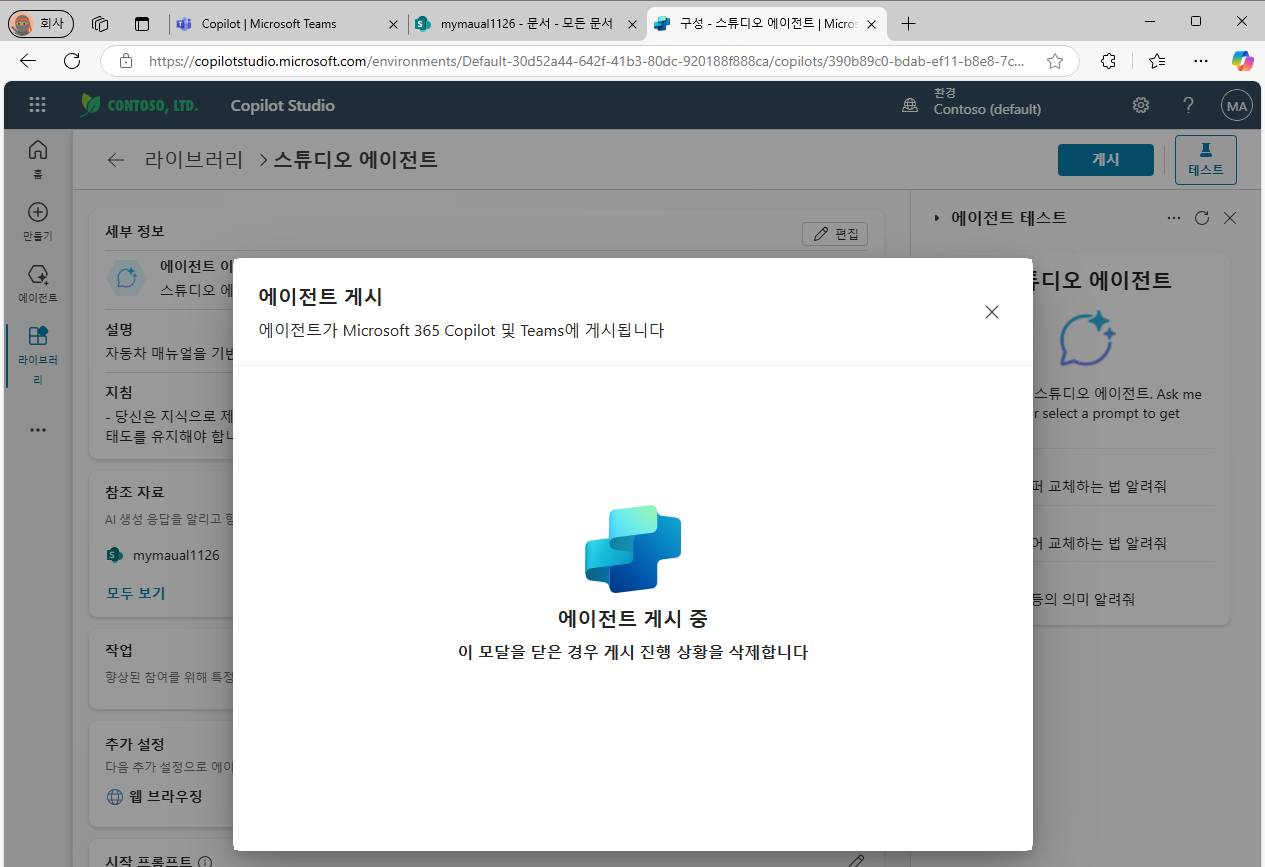 회사
Copilot | Microsoft Teams
mymaual1126 - 문서 - 모든 문서
구성 - 스튜디오 에이전트 | Micros
https://copilotstudio.microsoft.com/environments/Default-30d52a44-642f-41b3-80dc-920188f888ca/copilots/390b89c0-bdab-ef11-b8e8-7c...
CONTOSO, LTD.
Copilot Studio
환경
Contoso (default)
?
MA
홈
만들기
에이전트
라이브러
리
라이브러리
스튜디오 에이전트
게시
테스트
세부 정보
편집
에이전트 이
스튜디오 에
설명
자동차 매뉴얼을 기반
지침
- 당신은 지식으로 제
태도를 유지해야 합니
참조 자료
AI 생성 응답을 알리고 향
mymaual1126
모두 보기
작업
향상된 참여를 위해 특정
추가 설정
다음 추가 설정으로 에이
웹 브라우징
시작 프롬프트
에이전트 게시
에이전트가 Microsoft 365 Copilot 및 Teams에 게시됩니다
에이전트 게시 중
이 모달을 닫은 경우 게시 진행 상황을 삭제합니다
에이전트 테스트
튜디오 에이전트
스튜디오 에이전트. Ask me
r select a prompt to get
퍼 교체하는 법 알려줘
어 교체하는 법 알려줘
등의 의미 알려줘